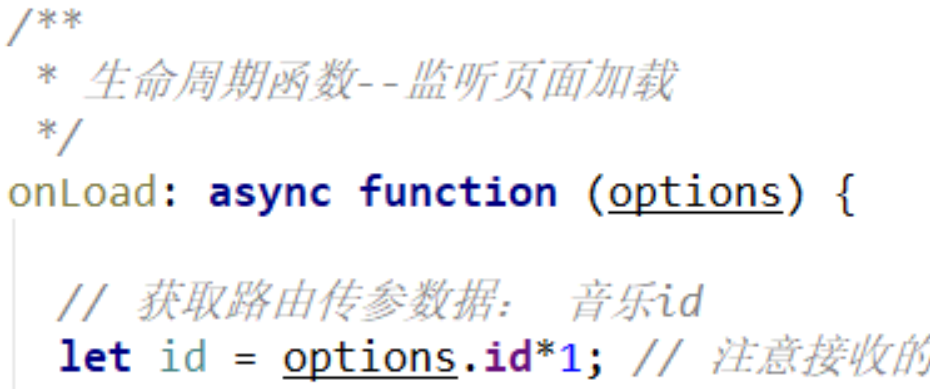 /**
* 生命周期函数--监听页面加载
*/
onLoad: async function (options) {
// 获取路由传参数据： 音乐id
let id = options.id*1; // 注意接收的